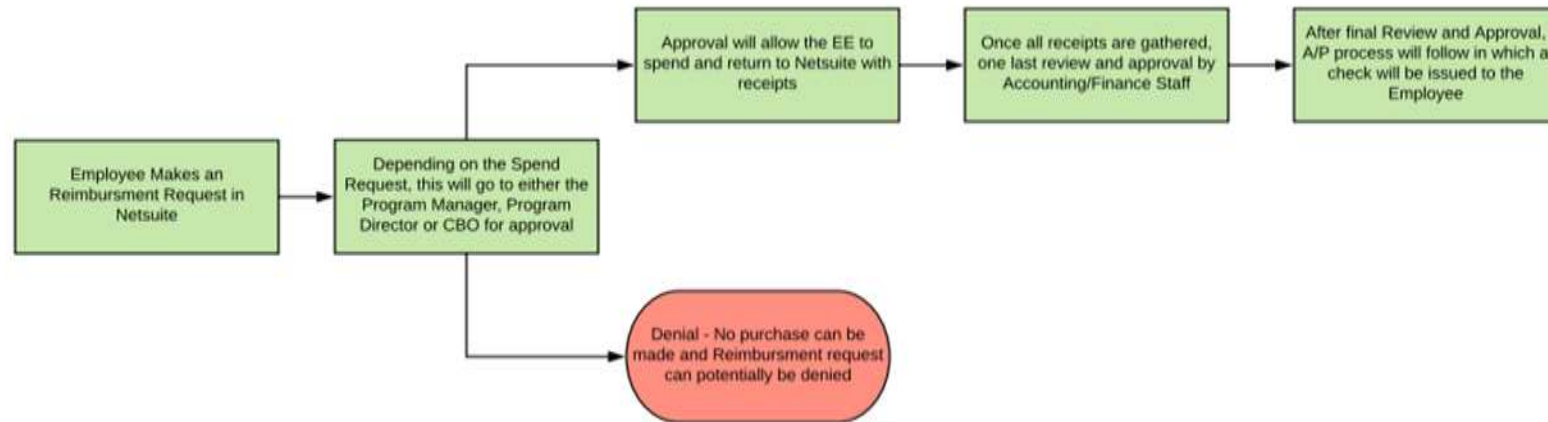 Employee Makes an
Reimbursment Request in
Netsuite
Depending on the Spend
Request, this will go to either the
Program Manager, Program
Director or CBO for approval
Approval will allow the EE to
spend and return to Netsuite with
receipts
Once all receipts are gathered,
one last review and approval by
Accounting/Finance Staff
After final Review and Approval,
A/P process will follow in which a
check will be issued to the
Employee
Denial - No purchase can be
made and Reimbursment request
can potentially be denied